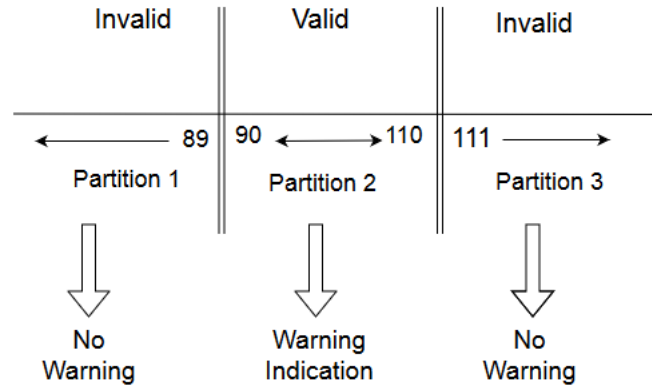 Invalid Valid Invalid
89 90 110 111
Partition 1 Partition 2 Partition 3
No Warning No
Warning Indication Warning